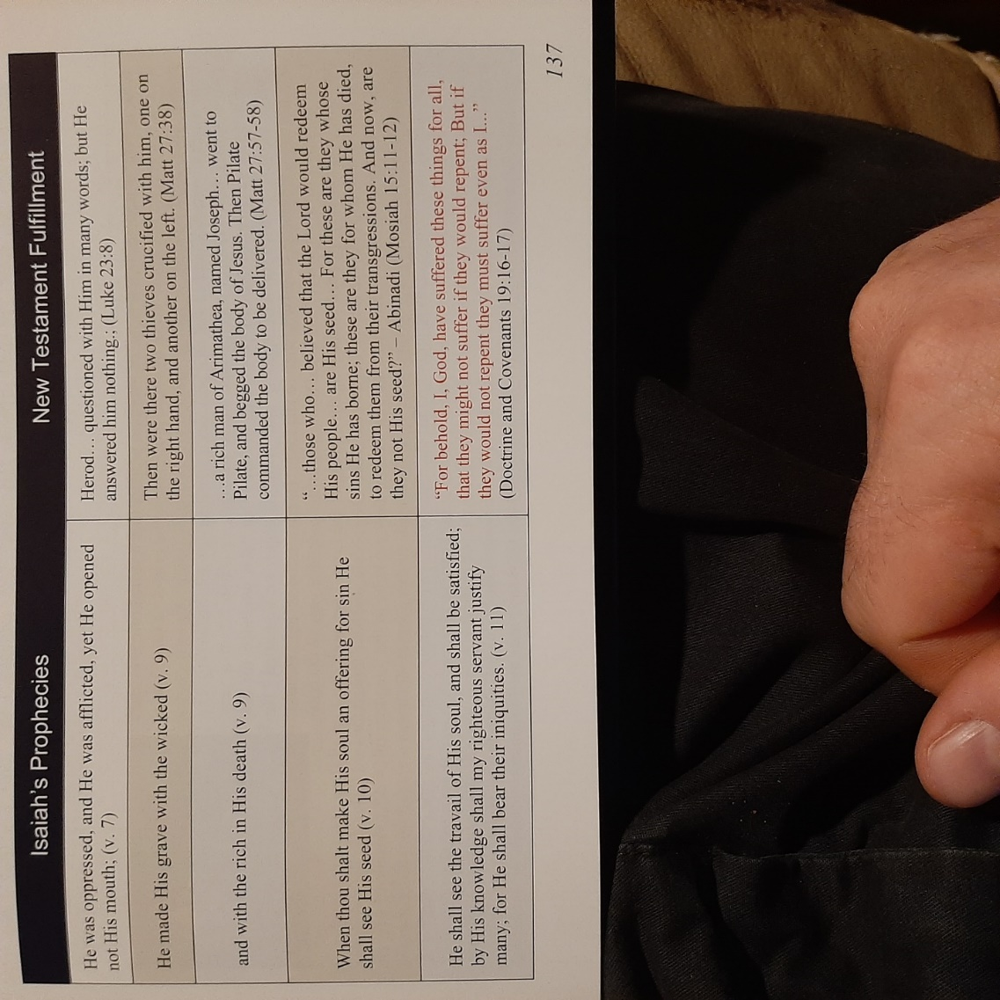 Isaiah's Prophecies
New Testament Fulfillment
He was oppressed, and He was afflicted, yet He opened
not His mouth; (v. 7)
Herod… questioned with Him in many words; but He
answered him nothing.; (Luke 23:8)
He made His grave with the wicked (v. 9)
Then were there two thieves crucified with him, one on
the right hand, and another on the left. (Matt 27:38)
and with the rich in His death (v. 9)
…a rich man of Arimathea, named Joseph… went to
Pilate, and begged the body of Jesus. Then Pilate
commanded the body to be delivered. (Matt 27:57-58)
When thou shalt make His soul an offering for sin He
shall see His seed (v. 10)
“…those who… believed that the Lord would redeem
His people… are His seed… For these are they whose
sins He has borne; these are they for whom He has died,
to redeem them from their transgressions. And now, are
they not His seed?” – Abinadi (Mosiah 15:11-12)
He shall see the travail of His soul, and shall be satisfied;
by His knowledge shall my righteous servant justify
many; for He shall bear their iniquities. (v. 11)
“For behold, I, God, have suffered these things for all,
that they might not suffer if they would repent; But if
they would not repent they must suffer even as I…”
(Doctrine and Covenants 19:16-17)
137